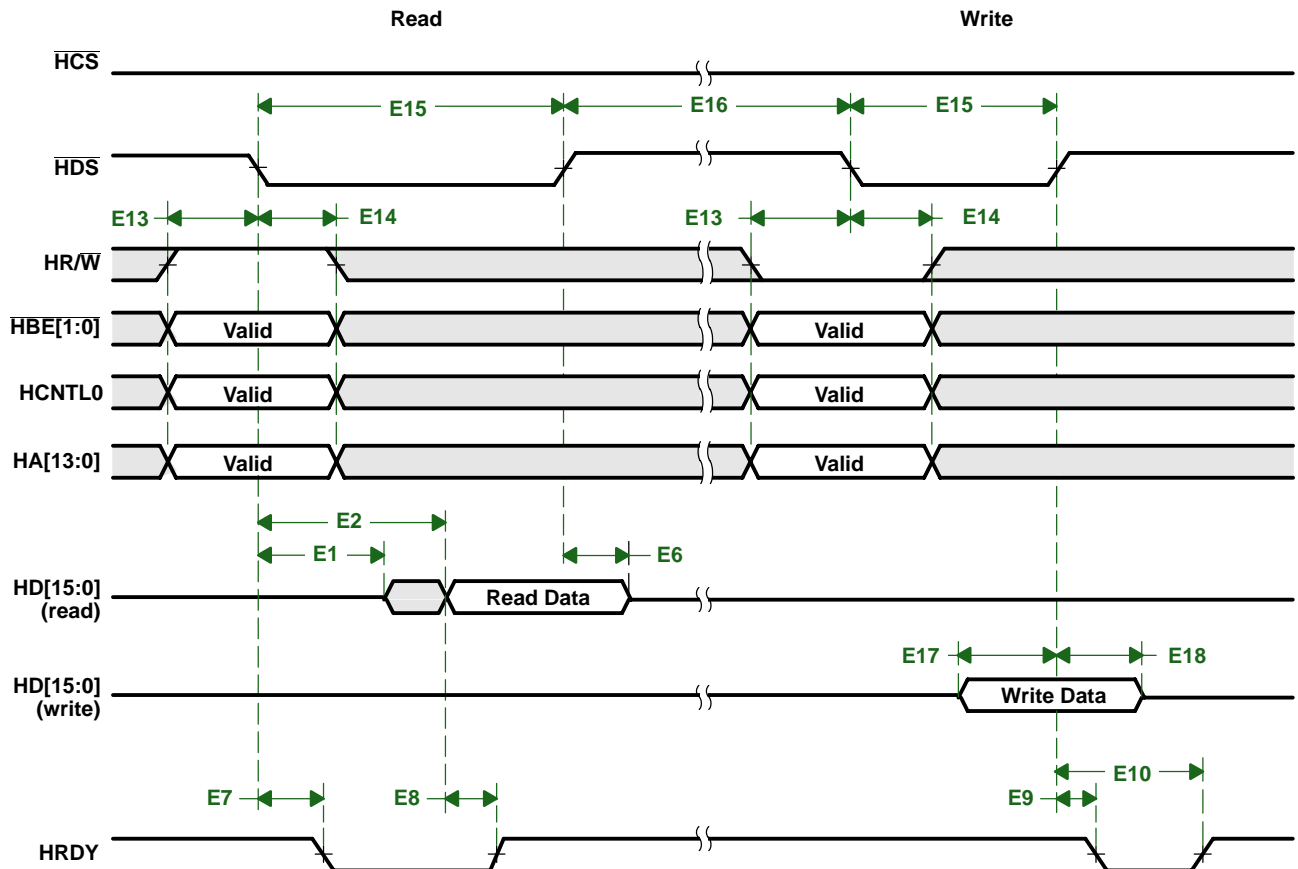 Read Write
HCS
E15 E16 E15
HDS
E13 E14 E13 E14
HR/W
HBE[1:0] Valid Valid
HCNTL0 Valid Valid
HA[13:0] Valid Valid
E2
E1 E6
HD[15:0]
(read)
Read Data
E17 E18
HD[15:0]
(write)
Write Data
E10
E7 E8 E9
HRDY